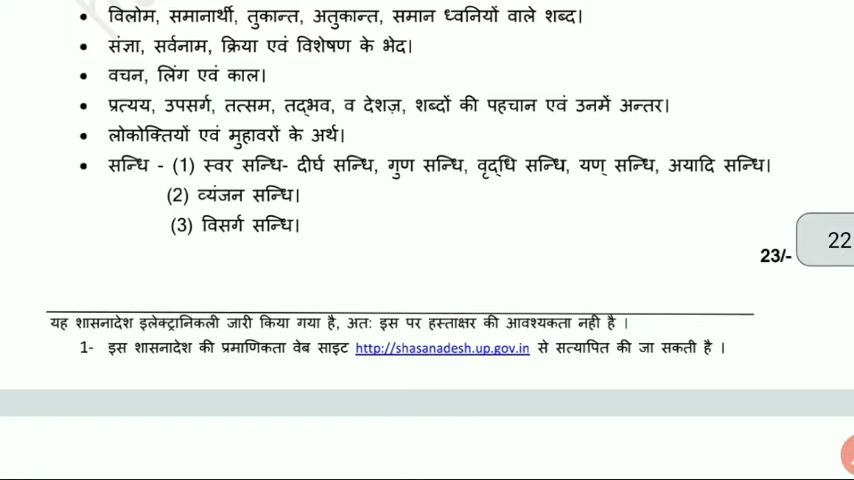 • विलोम, समानार्थी, तुकान्त, अतुकान्त, समान ध्वनियों वाले शब्द।
• संज्ञा, सर्वनाम, क्रिया एवं विशेषण के भेद।
• वचन, लिंग एवं काल।
• प्रत्यय, उपसर्ग, तत्सम, तद्भव, व देशज़, शब्दों की पहचान एवं उनमें अन्तर।
• लोकोक्तियों एवं मुहावरों के अर्थ।
• सन्धि - (1) स्वर सन्धि- दीर्घ सन्धि, गुण सन्धि, वृद्धि सन्धि, यण् सन्धि, अयादि सन्धि।
(2) व्यंजन सन्धि।
(3) विसर्ग सन्धि।
22
23/-
यह शासनादेश इलेक्ट्रानिकली जारी किया गया है, अत: इस पर हस्ताक्षर की आवश्यकता नही है ।
1- इस शासनादेश की प्रमाणिकता वेब साइट http://shasanadesh.up.gov.in से सत्यापित की जा सकती है ।